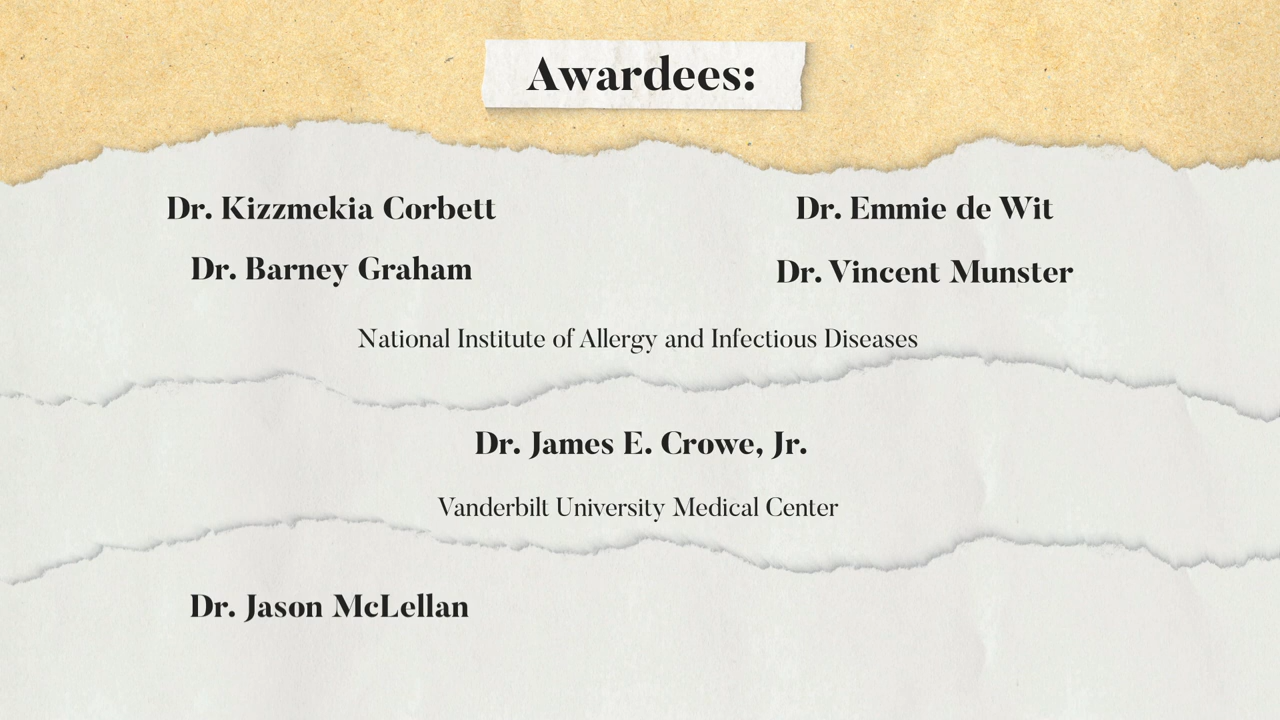 Awardees:
Dr. Kizzmekia Corbett
Dr. Emmie de Wit
Dr. Barney Graham
Dr. Vincent Munster
National Institute of Allergy and Infectious Diseases
Dr. James E. Crowe, Jr.
Vanderbilt University Medical Center
Dr. Jason McLellan